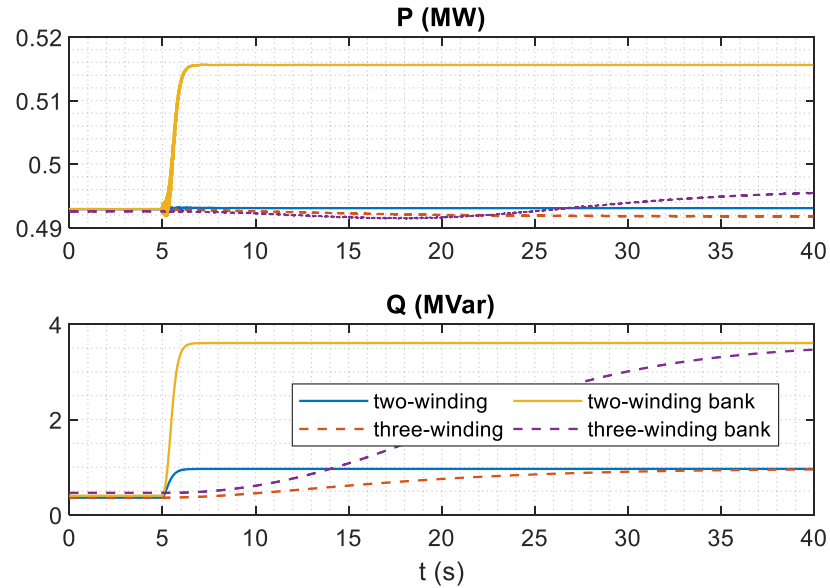 P (MW)
0.52
0.51
0.5
0.49
0 5 10 15 20 25 30 35 40
Q (MVar)
4
2
0
two-winding two-winding bank
three-winding three-winding bank
0 5 10 15 20 25 30 35 40
t (s)